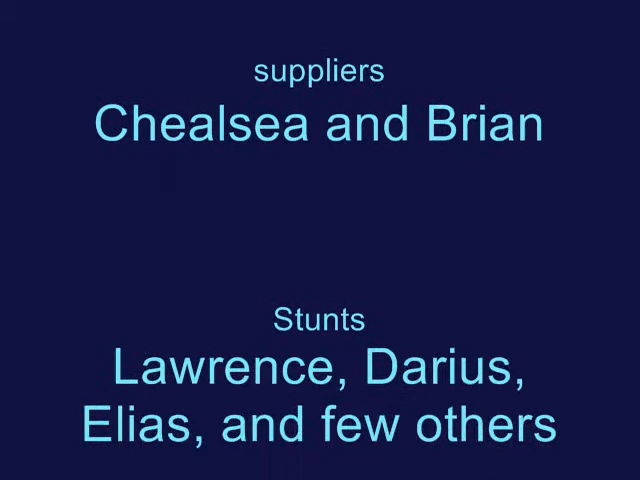 suppliers
Chealsea and Brian
Stunts
Lawrence, Darius,
Elias, and few others